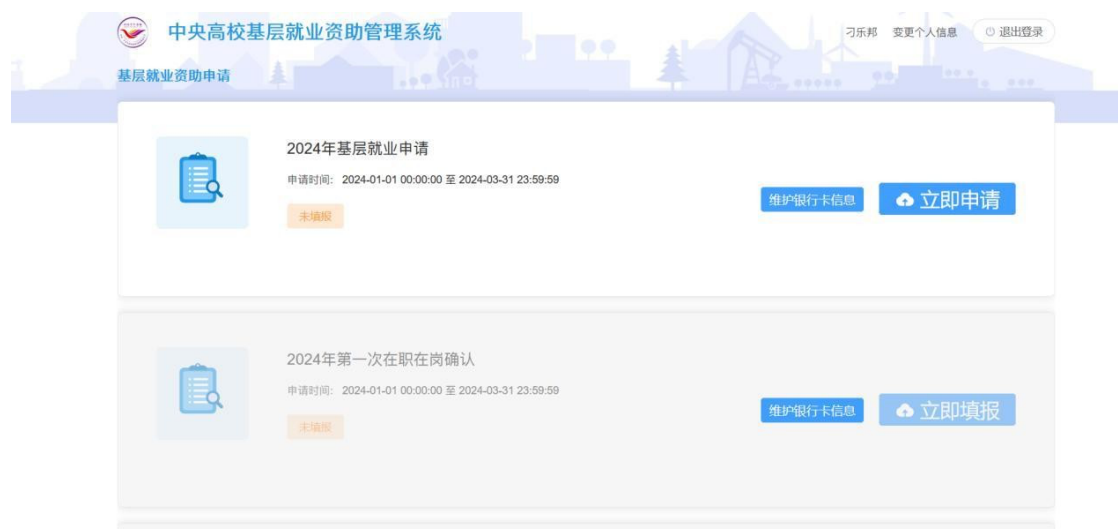 中央高校基层就业资助管理系统
刁乐邦 变更个人信息 退出登录
基层就业资助申请
2024年基层就业申请
申请时间: 2024-01-01 00:00:00 至 2024-03-31 23:59:59
未填报
维护银行卡信息
立即申请
2024年第一次在职在岗确认
申请时间: 2024-01-01 00:00:00 至 2024-03-31 23:59:59
未填报
维护银行卡信息
立即填报